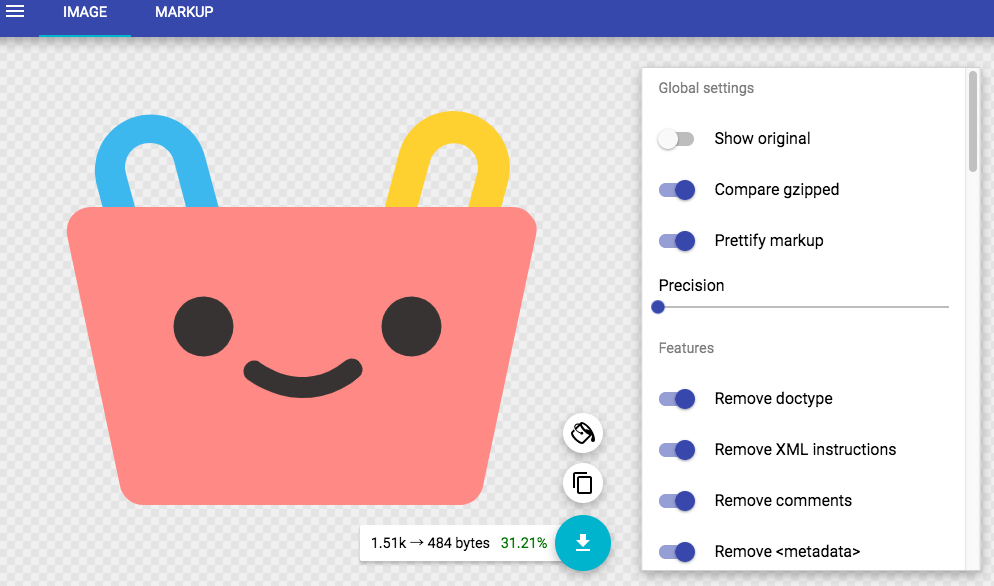 IMAGE MARKUP
Global settings
Show original
Compare gzipped
Prettify markup
Precision
Features
Remove doctype
Remove XML instructions
Remove comments
Remove <metadata>
1.51k → 484 bytes 31.21%